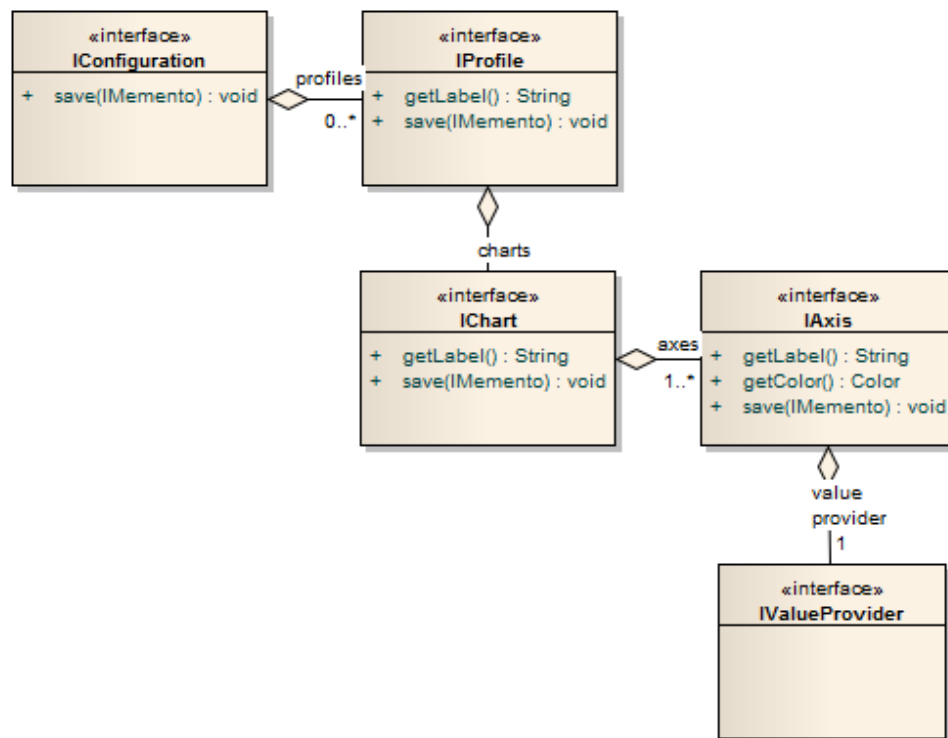 «interface»
IConfiguration
+ save(IMemento) : void
profiles
0..*
«interface»
IProfile
+ getLabel() : String
+ save(IMemento) : void
charts
«interface»
IChart
+ getLabel() : String
+ save(IMemento) : void
axes
1..*
«interface»
IAxis
+ getLabel() : String
+ getColor() : Color
+ save(IMemento) : void
value
provider
1
«interface»
IValueProvider